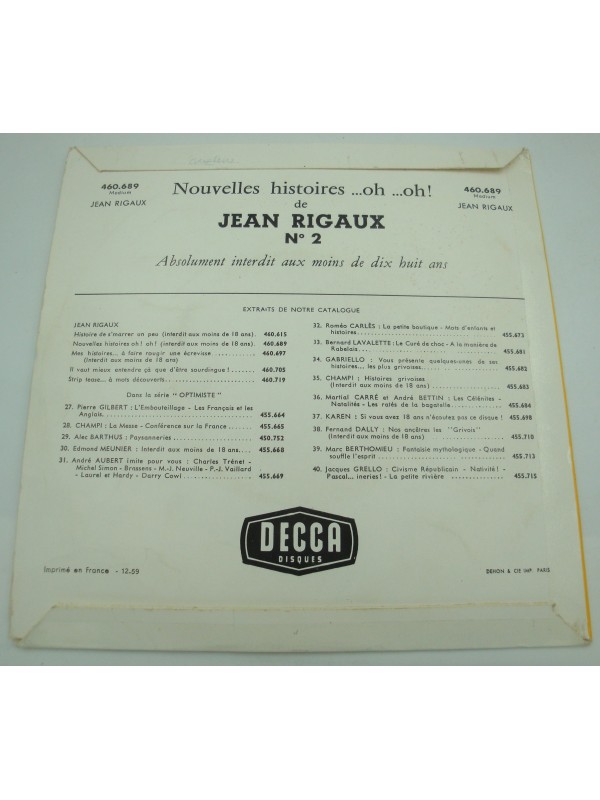 460.689
Medium
JEAN RIGAUX
Nouvelles histoires ...oh ...oh!
de
JEAN RIGAUX
N° 2
Absolument interdit aux moins de dix huit ans
460.689
Medium
JEAN RIGAUX
EXTRAITS DE NOTRE CATALOGUE
JEAN RIGAUX
Histoire de s'marrer un peu (interdit aux moins de 18 ans). 460.615
Nouvelles histoires oh! oh! (interdit aux moins de 18 ans). 460.689
Mes histoires... à faire rougir une écrevisse
(Interdit aux moins de 18 ans) 460.697
Il vaut mieux entendre ça que d'être sourdingue! 460.705
Strip tease... à mots découverts 460.719
Dans la série "OPTIMISTE"
27. Pierre GILBERT : L'Embouteillage - Les Français et les
Anglais 455.664
28. CHAMPI : La Messe - Conférence sur la France 455.665
29. Alec BARTHUS : Paysanneries 450.752
30. Edmond MEUNIER : Interdit aux moins de 18 ans 455.668
31. André AUBERT imite pour vous : Charles Trénet -
Michel Simon - Brassens - M.-J. Neuville - P.-J. Vaillard
- Laurel et Hardy - Darry Cowl 455.669
32. Roméo CARLÈS : La petite boutique - Mots d'enfants et
histoires 455.673
33. Bernard LAVALETTE : Le Curé de choc - A la manière de
Rabelais 455.681
34. GABRIELLO : Vous présente quelques-unes de ses
histoires... les plus grivoises 455.682
35. CHAMPI : Histoires grivoises
(Interdit aux moins de 18 ans) 455.683
36. Martial CARRÉ et André BETTIN : Les Célénites -
Natalités - Les ratés de la bagatelle 455.684
37. KAREN : Si vous avez 18 ans n'écoutez pas ce disque ! 455.698
38. Fernand DALLY : Nos ancêtres les "Grivois"
(Interdit aux moins de 18 ans) 455.710
39. Marc BERTHOMIEU : Fantaisie mythologique - Quand
souffle l'esprit 455.713
40. Jacques GRELLO : Civisme Républicain - Nativité! -
Pascal... ineries! - La petite rivière 455.715
DECCA
DISQUES
Imprimé en France - 12-59
DEHON & CIE IMP. PARIS